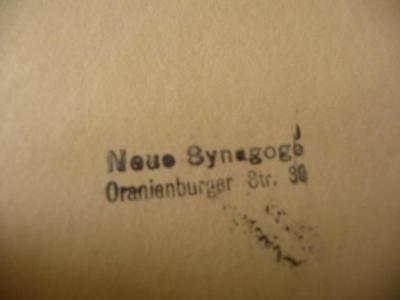 Neue Synagoge
Oranienburger Str. 30